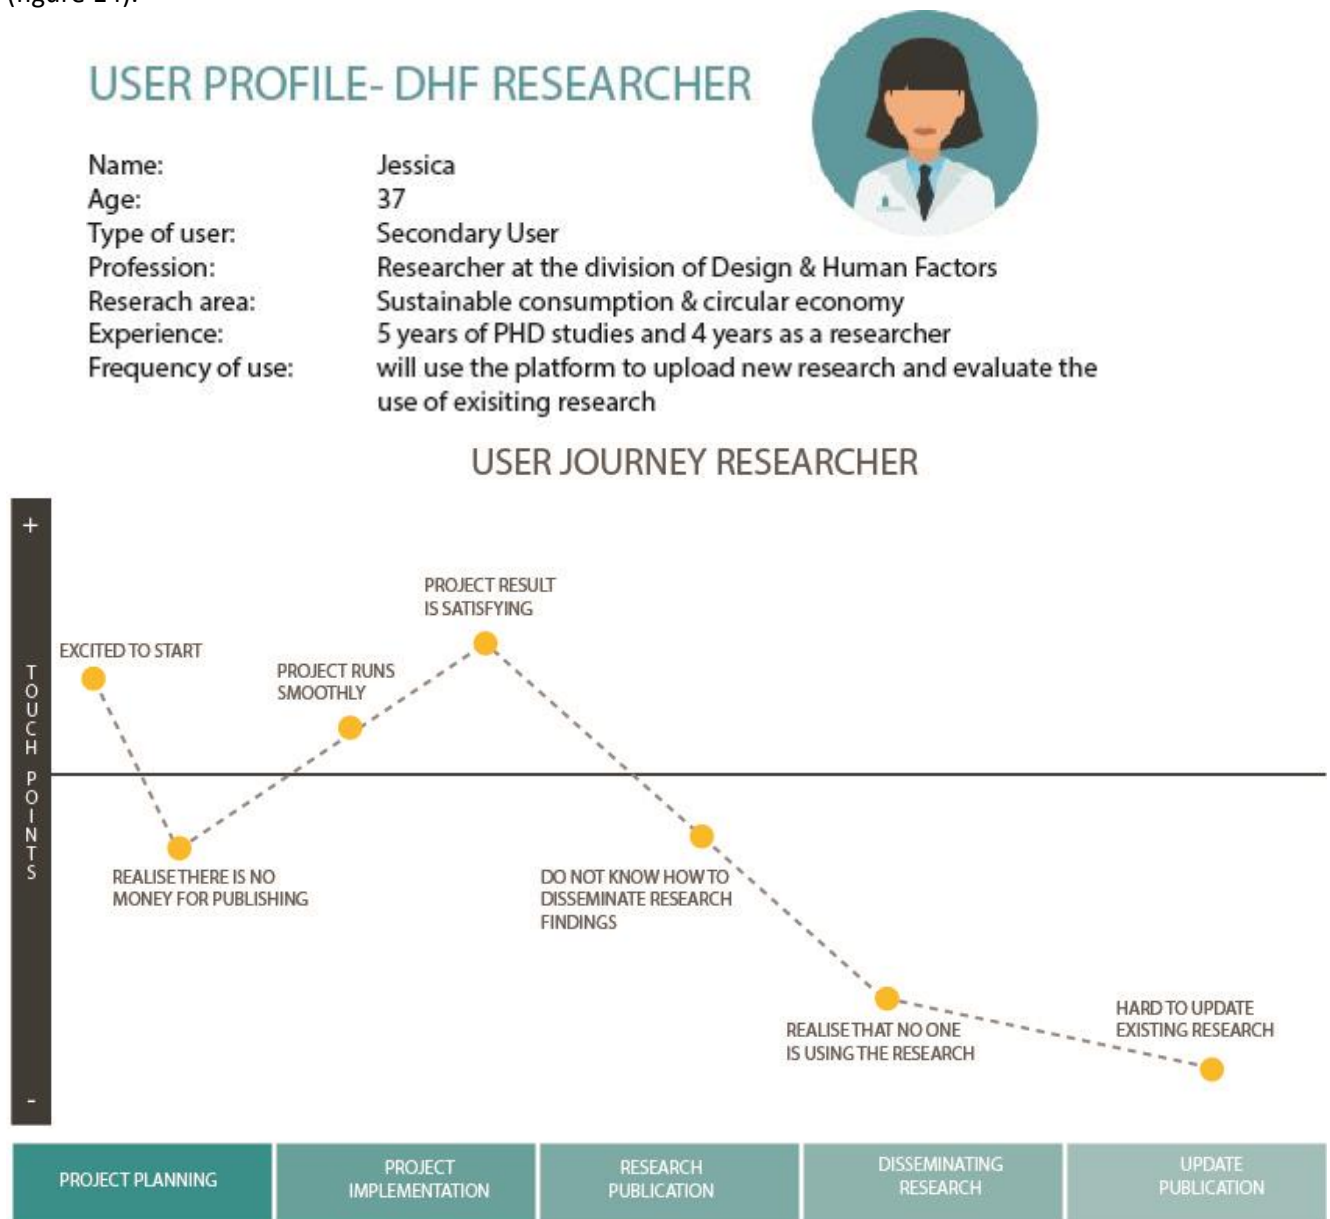 (figure 14).
USER PROFILE- DHF RESEARCHER
Name: Jessica
Age: 37
Type of user: Secondary User
Profession: Researcher at the division of Design & Human Factors
Reserach area: Sustainable consumption & circular economy
Experience: 5 years of PHD studies and 4 years as a researcher
Frequency of use: will use the platform to upload new research and evaluate the
use of exisiting research
USER JOURNEY RESEARCHER
+
TOUCH POINTS
-
EXCITED TO START
REALISE THERE IS NO
MONEY FOR PUBLISHING
PROJECT RUNS
SMOOTHLY
PROJECT RESULT
IS SATISFYING
DO NOT KNOW HOW TO
DISSEMINATE RESEARCH
FINDINGS
REALISE THAT NO ONE
IS USING THE RESEARCH
HARD TO UPDATE
EXISTING RESEARCH
PROJECT PLANNING
PROJECT
IMPLEMENTATION
RESEARCH
PUBLICATION
DISSEMINATING
RESEARCH
UPDATE
PUBLICATION